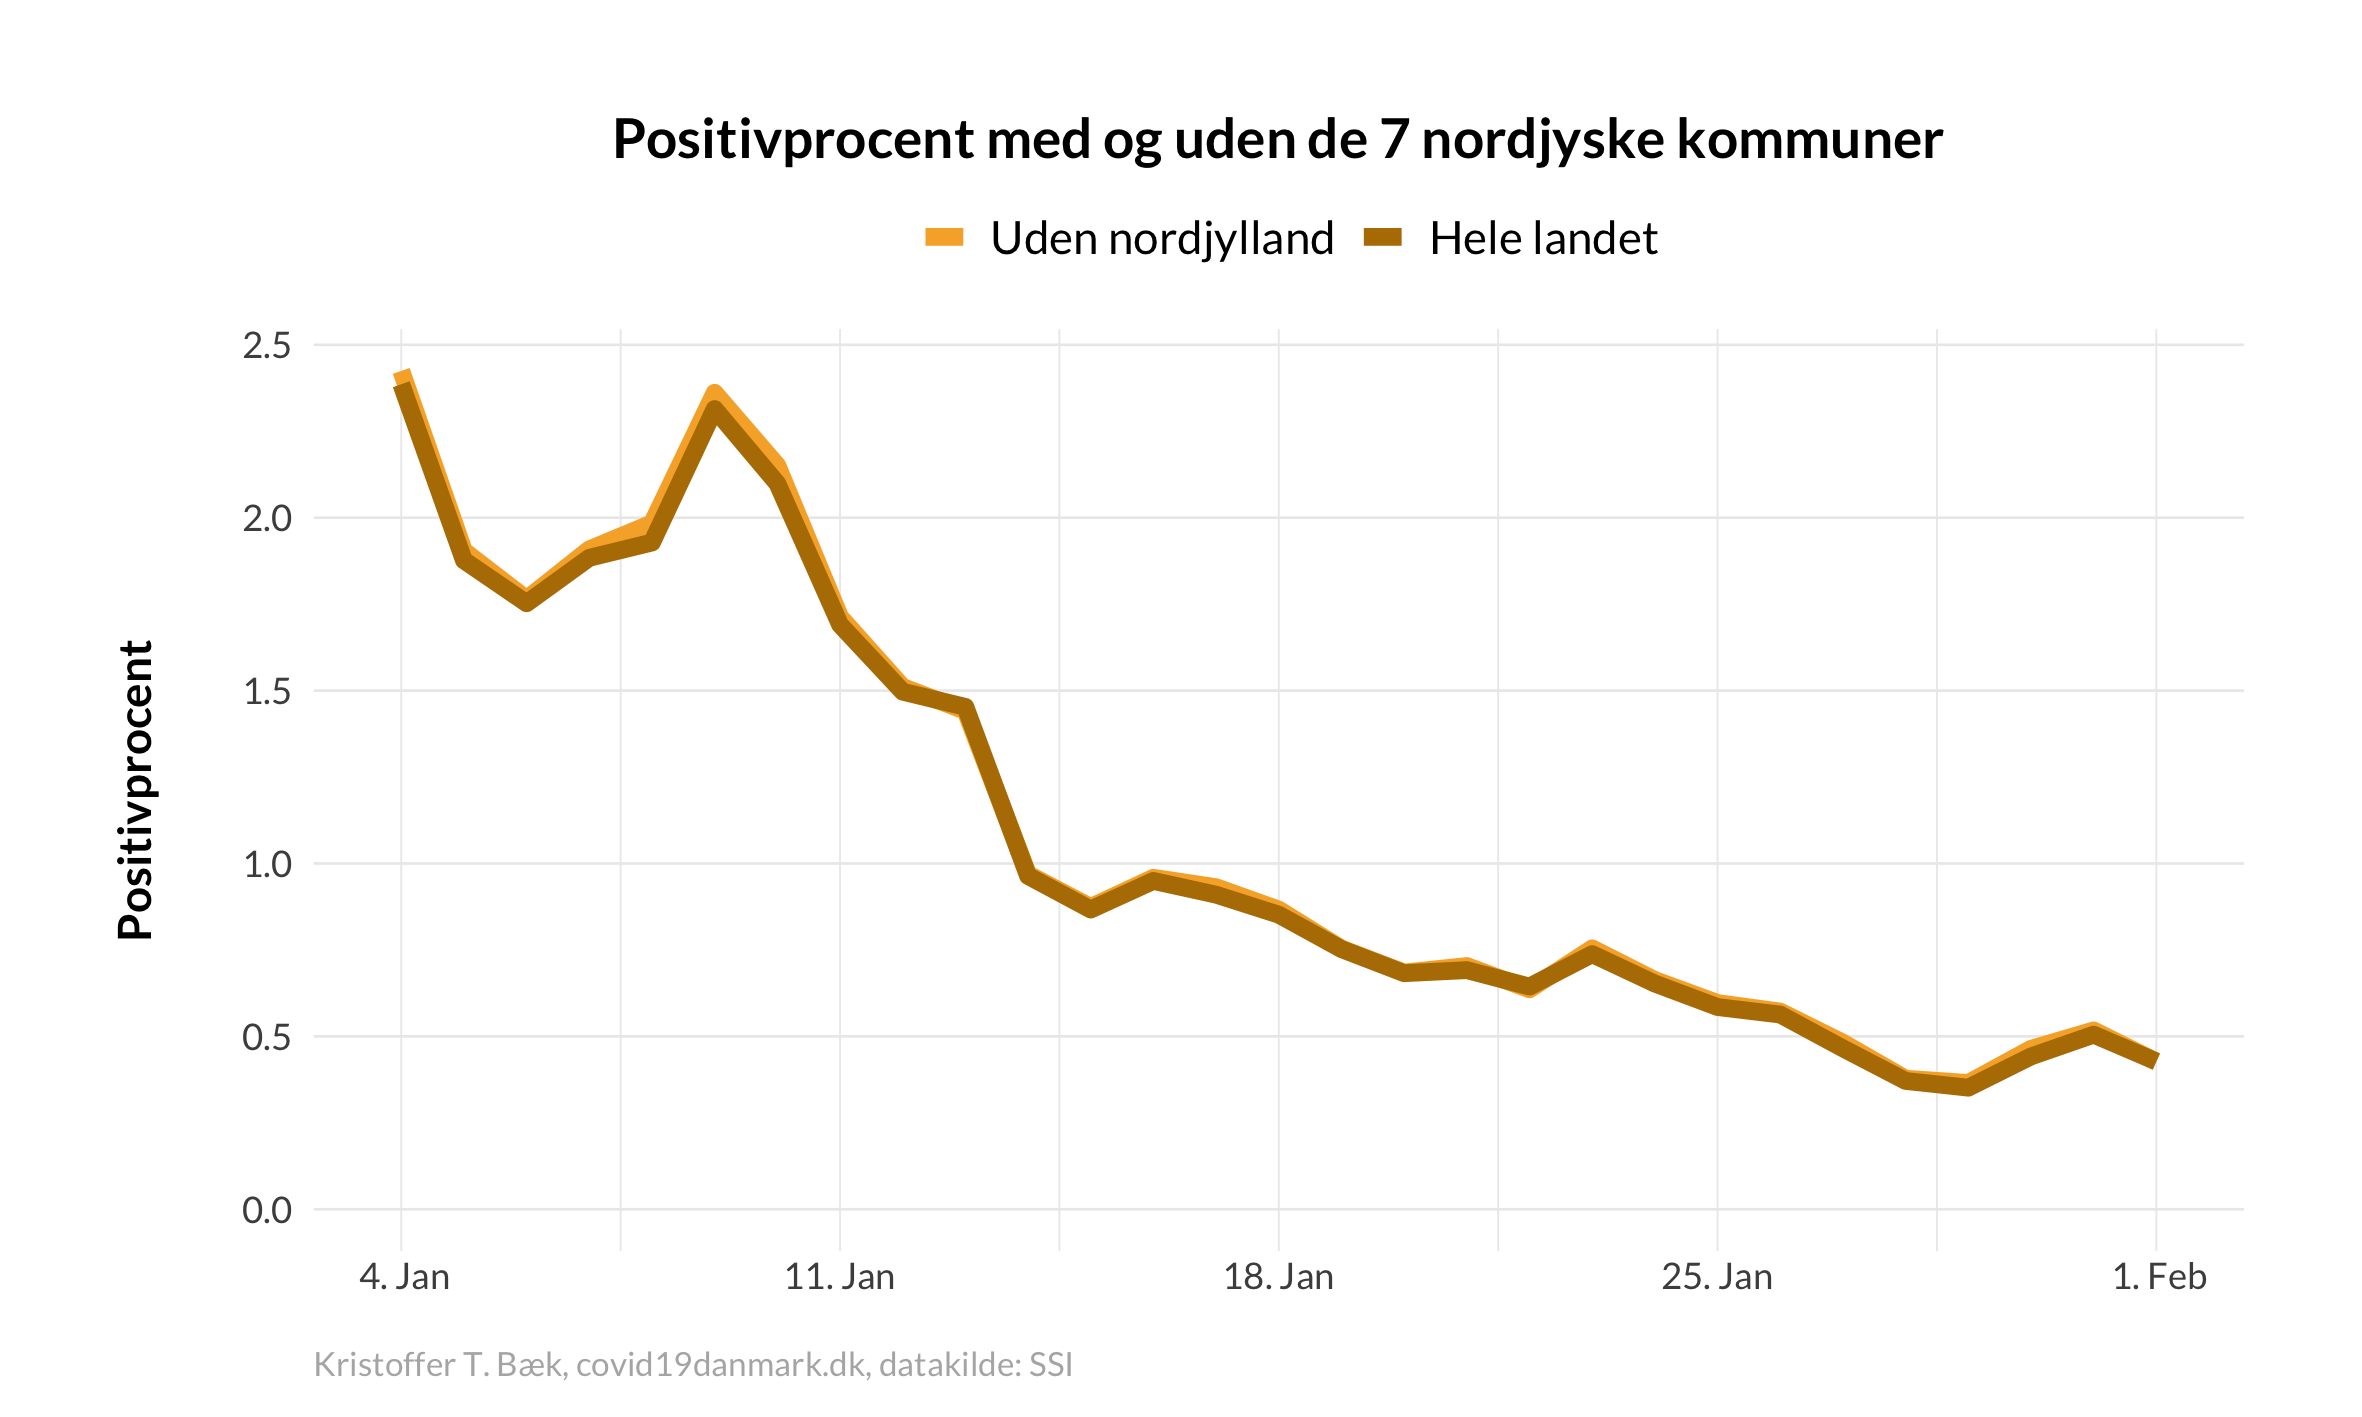 Positivprocent med og uden de 7 nordjyske kommuner
Uden nordjylland Hele landet
Positivprocent
2.5
2.0
1.5
1.0
0.5
0.0
4. Jan 11. Jan 18. Jan 25. Jan 1. Feb
Kristoffer T. Bæk, covid19danmark.dk, datakilde: SSI